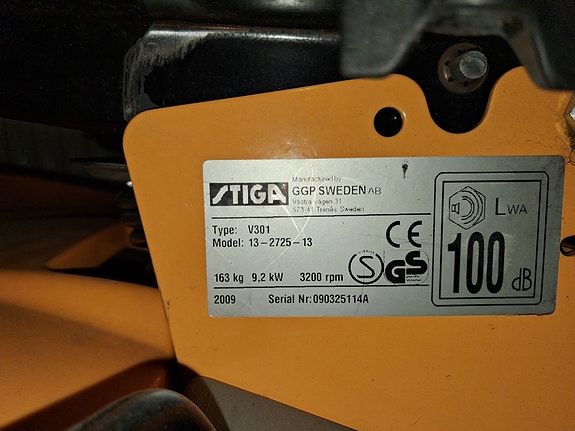 STIGA
Manufactured by
GGP SWEDEN AB
Västra vägen 31
573 41 Tranås Sweden
Type: V301
Model: 13-2725-13
CE
163 kg 9,2 kW 3200 rpm
S GS
2009 Serial Nr: 090325114A
LWA
100
dB